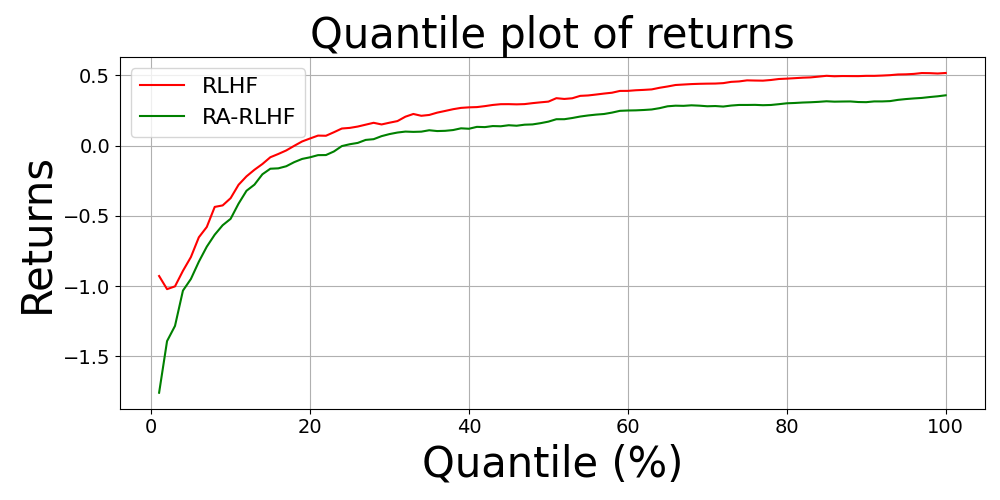 Quantile plot of returns
RLHF
RA-RLHF
Returns
0.5
0.0
−0.5
−1.0
−1.5
0 20 40 60 80 100
Quantile (%)